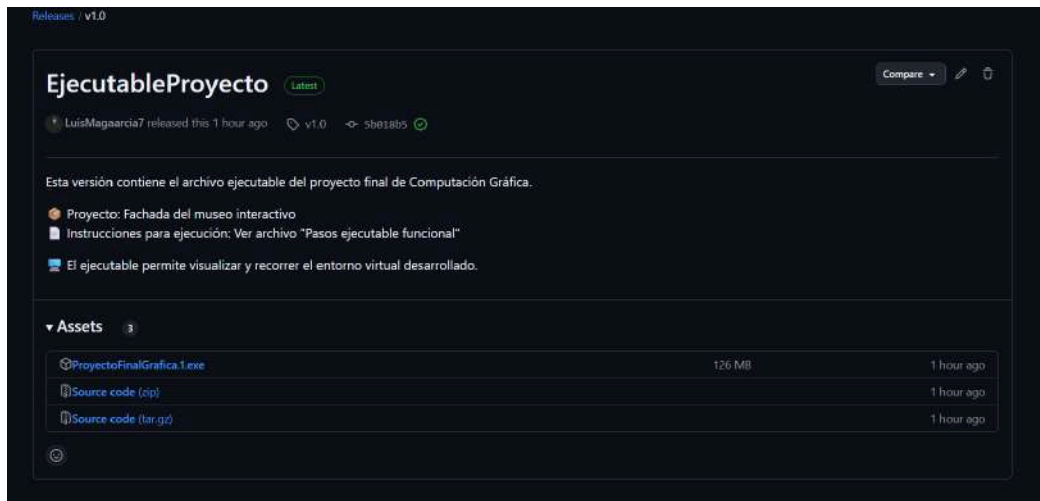 Releases / v1.0
EjecutableProyecto Latest
Compare
LuisMagaarcia7 released this 1 hour ago v1.0 5b018b5
Esta versión contiene el archivo ejecutable del proyecto final de Computación Gráfica.
Proyecto: Fachada del museo interactivo
Instrucciones para ejecución: Ver archivo "Pasos ejecutable funcional"
El ejecutable permite visualizar y recorrer el entorno virtual desarrollado.
Assets 3
ProyectoFinalGrafica.1.exe 126 MB 1 hour ago
Source code (zip) 1 hour ago
Source code (tar.gz) 1 hour ago